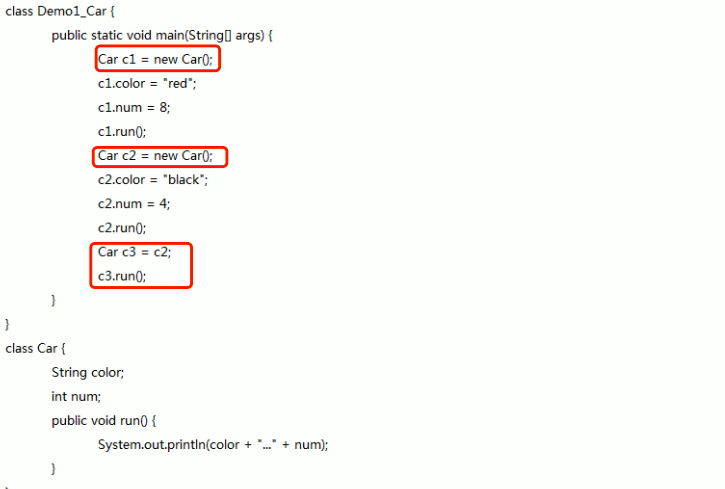 class Demo1_Car {
public static void main(String[] args) {
Car c1 = new Car();
c1.color = "red";
c1.num = 8;
c1.run();
Car c2 = new Car();
c2.color = "black";
c2.num = 4;
c2.run();
Car c3 = c2;
c3.run();
}
}
class Car {
String color;
int num;
public void run() {
System.out.println(color + "..." + num);
}